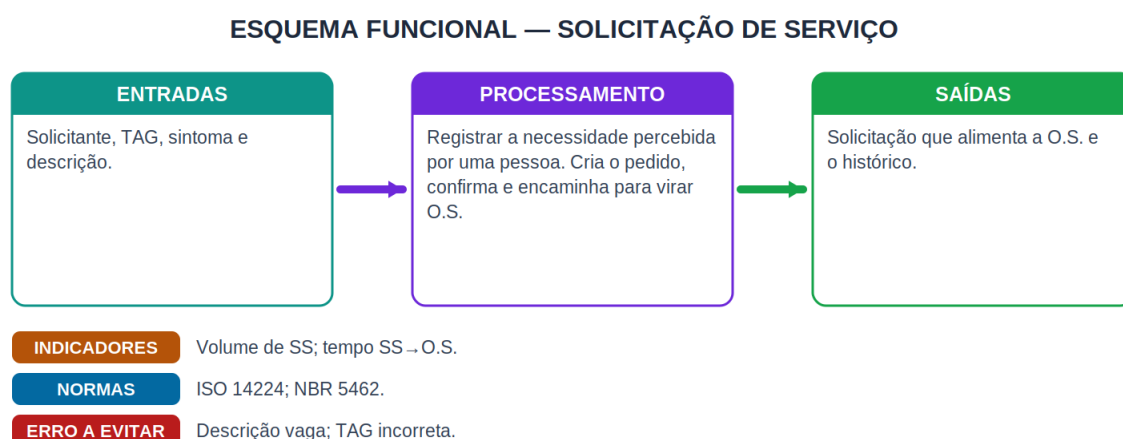 ESQUEMA FUNCIONAL — SOLICITAÇÃO DE SERVIÇO
ENTRADAS
Solicitante, TAG, sintoma e
descrição.
PROCESSAMENTO
Registrar a necessidade percebida
por uma pessoa. Cria o pedido,
confirma e encaminha para virar
O.S.
SAÍDAS
Solicitação que alimenta a O.S. e
o histórico.
INDICADORES
Volume de SS; tempo SS→O.S.
NORMAS
ISO 14224; NBR 5462.
ERRO A EVITAR
Descrição vaga; TAG incorreta.